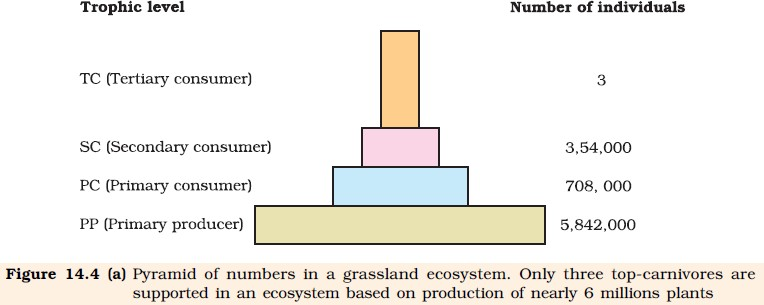 Trophic level Number of individuals
TC (Tertiary consumer) 3
SC (Secondary consumer) 3,54,000
PC (Primary consumer) 708, 000
PP (Primary producer) 5,842,000
Figure 14.4 (a) Pyramid of numbers in a grassland ecosystem. Only three top-carnivores are
supported in an ecosystem based on production of nearly 6 millions plants